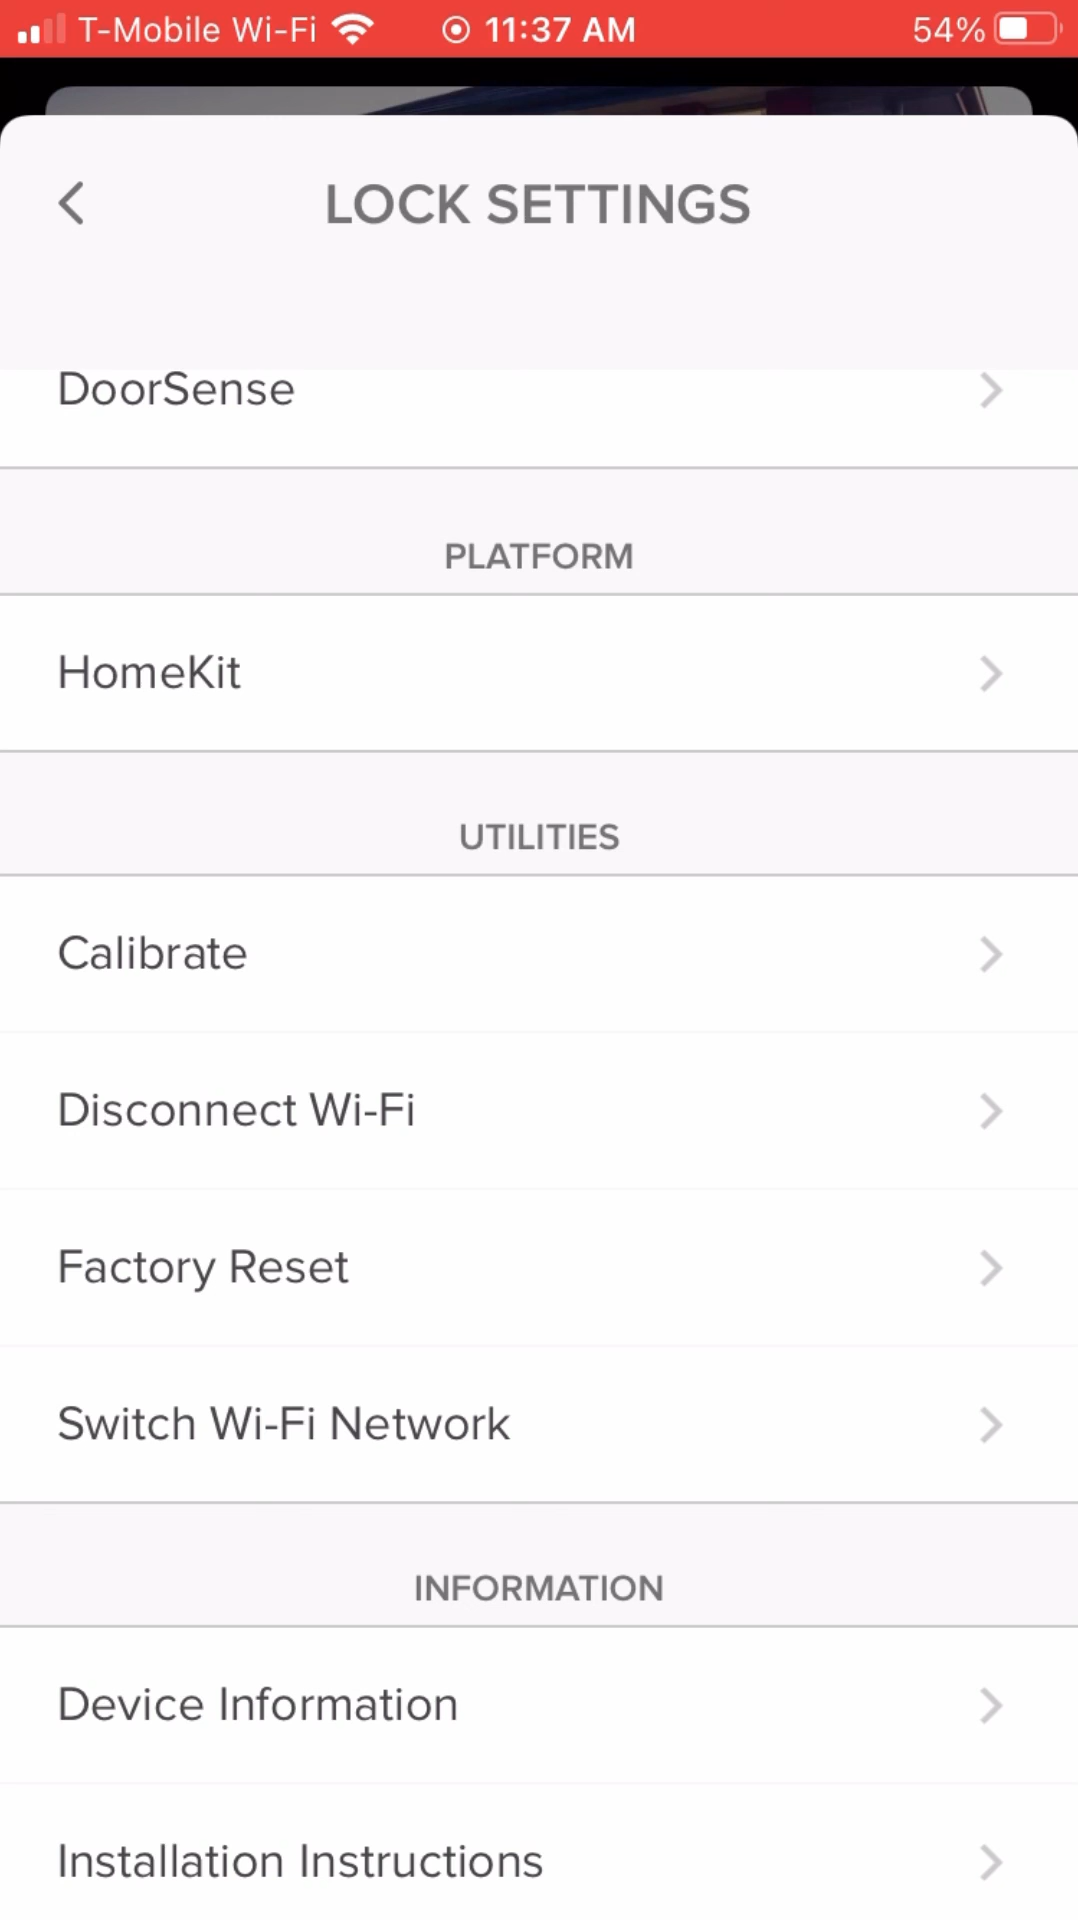 T-Mobile Wi-Fi 11:37 AM 54%
LOCK SETTINGS
DoorSense
PLATFORM
HomeKit
UTILITIES
Calibrate
Disconnect Wi-Fi
Factory Reset
Switch Wi-Fi Network
INFORMATION
Device Information
Installation Instructions